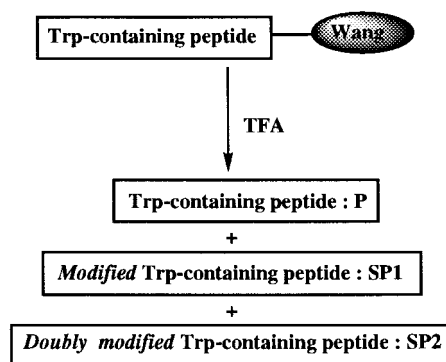 Trp-containing peptide
Wang
TFA
Trp-containing peptide : P
+
Modified Trp-containing peptide : SP1
+
Doubly modified Trp-containing peptide : SP2